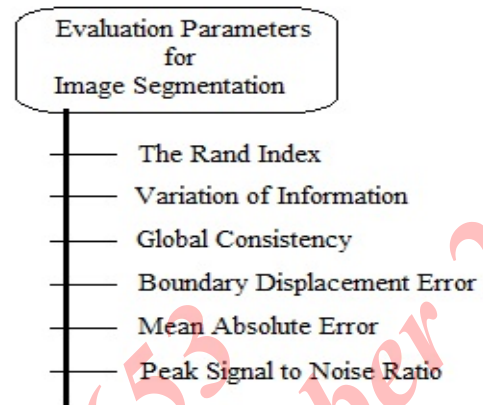 Evaluation Parameters
for
Image Segmentation
The Rand Index
Variation of Information
Global Consistency
Boundary Displacement Error
Mean Absolute Error
Peak Signal to Noise Ratio